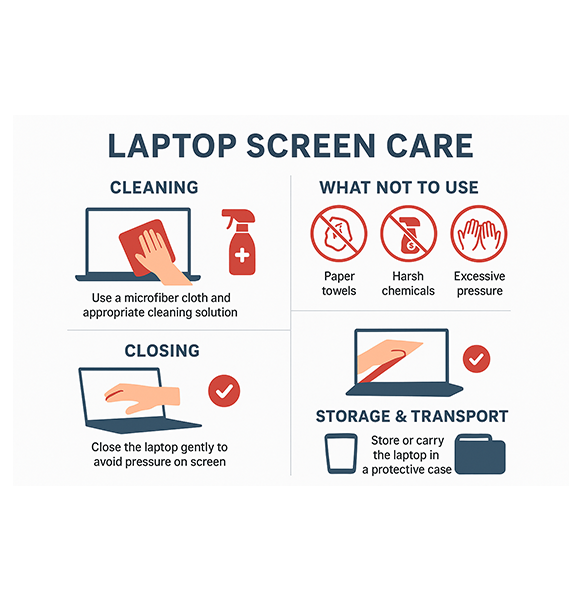 LAPTOP SCREEN CARE
CLEANING
Use a microfiber cloth and
appropriate cleaning solution
WHAT NOT TO USE
Paper
towels
Harsh
chemicals
Excessive
pressure
CLOSING
Close the laptop gently to
avoid pressure on screen
STORAGE & TRANSPORT
Store or carry
the laptop in
a protective case